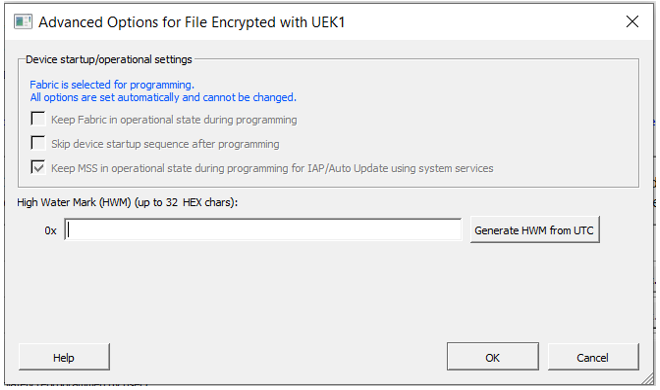 Advanced Options for File Encrypted with UEK1
Device startup/operational settings
Fabric is selected for programming.
All options are set automatically and cannot be changed.
Keep Fabric in operational state during programming
Skip device startup sequence after programming
Keep MSS in operational state during programming for IAP/Auto Update using system services
High Water Mark (HWM) (up to 32 HEX chars):
0x
Generate HWM from UTC
Help
OK
Cancel